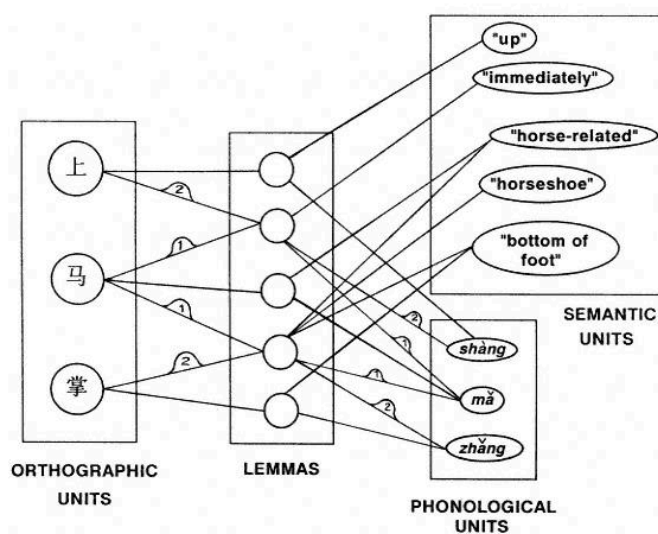 上
马
掌
2
1
1
2
2
1
1
2
"up"
"immediately"
"horse-related"
"horseshoe"
"bottom of
foot"
SEMANTIC
UNITS
shàng
mǎ
zhǎng
ORTHOGRAPHIC
UNITS
LEMMAS
PHONOLOGICAL
UNITS